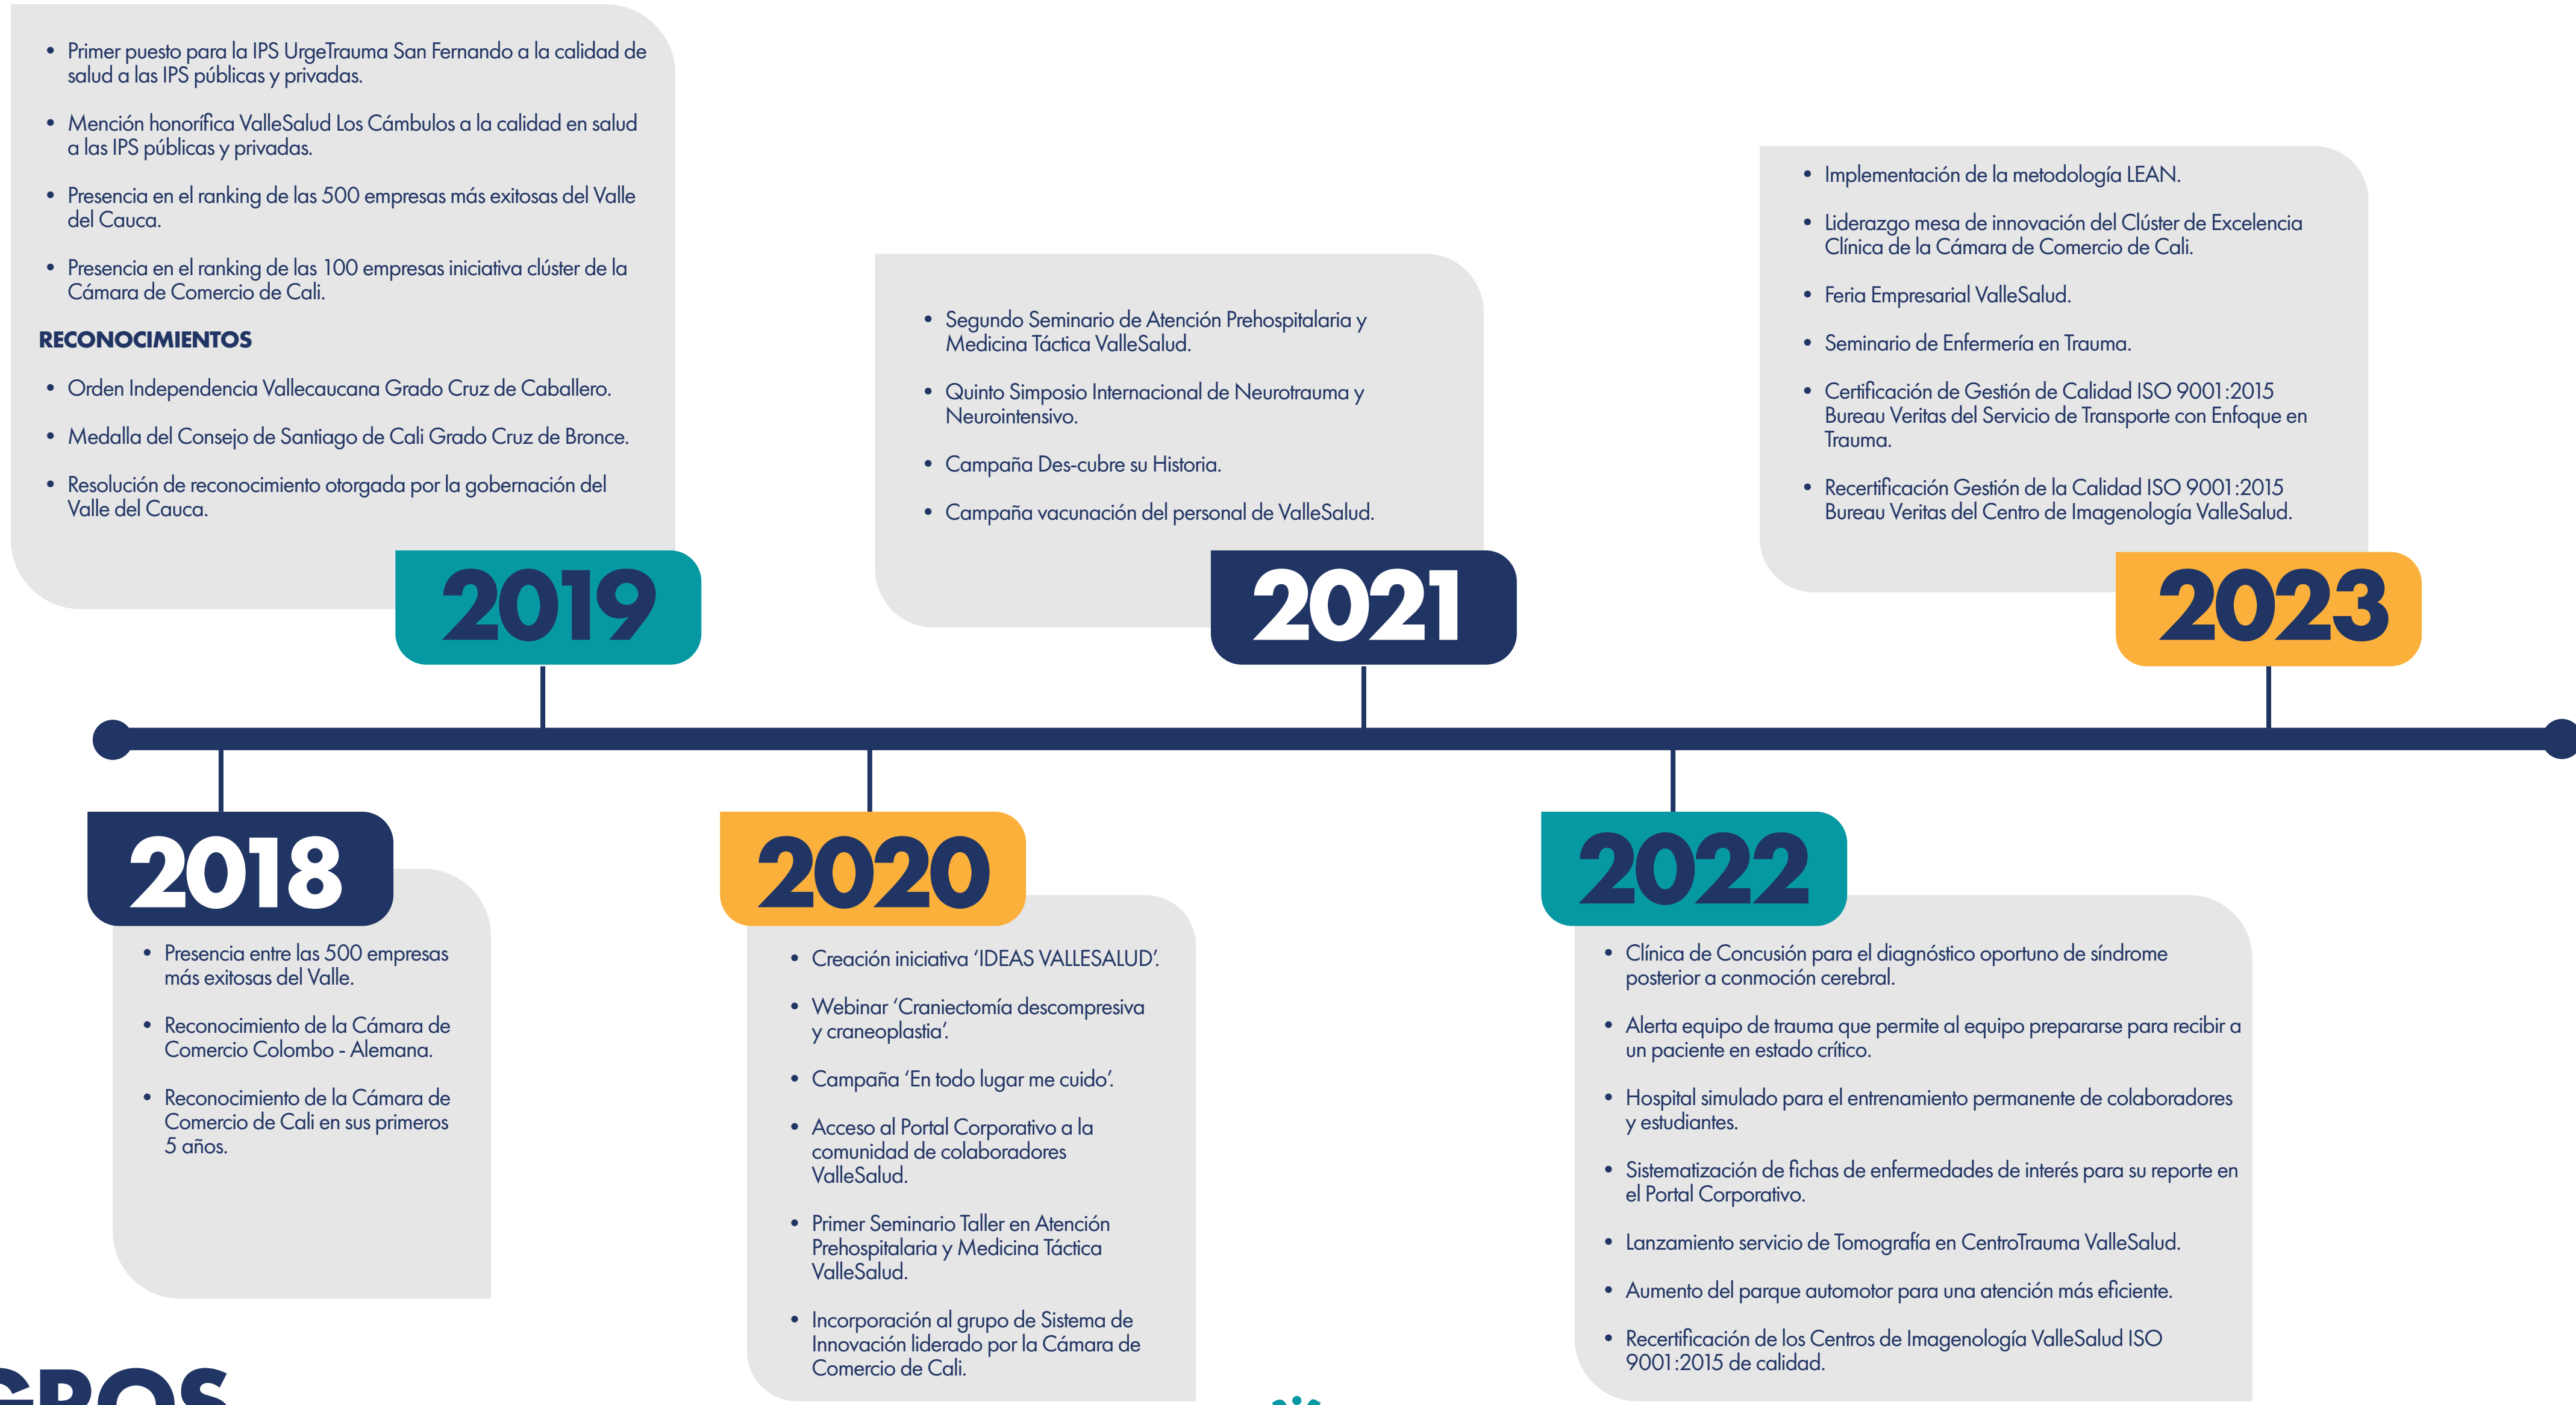 • Primer puesto para la IPS UrgeTrauma San Fernando a la calidad de
salud a las IPS públicas y privadas.
• Mención honorífica ValleSalud Los Cámbulos a la calidad en salud
a las IPS públicas y privadas.
• Presencia en el ranking de las 500 empresas más exitosas del Valle
del Cauca.
• Presencia en el ranking de las 100 empresas iniciativa clúster de la
Cámara de Comercio de Cali.
RECONOCIMIENTOS
• Orden Independencia Vallecaucana Grado Cruz de Caballero.
• Medalla del Consejo de Santiago de Cali Grado Cruz de Bronce.
• Resolución de reconocimiento otorgada por la gobernación del
Valle del Cauca.
2019
• Segundo Seminario de Atención Prehospitalaria y
Medicina Táctica ValleSalud.
• Quinto Simposio Internacional de Neurotrauma y
Neurointensivo.
• Campaña Des-cubre su Historia.
• Campaña vacunación del personal de ValleSalud.
2021
• Implementación de la metodología LEAN.
• Liderazgo mesa de innovación del Clúster de Excelencia
Clínica de la Cámara de Comercio de Cali.
• Feria Empresarial ValleSalud.
• Seminario de Enfermería en Trauma.
• Certificación de Gestión de Calidad ISO 9001:2015
Bureau Veritas del Servicio de Transporte con Enfoque en
Trauma.
• Recertificación Gestión de la Calidad ISO 9001:2015
Bureau Veritas del Centro de Imagenología ValleSalud.
2023
2018
• Presencia entre las 500 empresas
más exitosas del Valle.
• Reconocimiento de la Cámara de
Comercio Colombo - Alemana.
• Reconocimiento de la Cámara de
Comercio de Cali en sus primeros
5 años.
2020
• Creación iniciativa ‘IDEAS VALLESALUD’.
• Webinar ‘Craniectomía descompresiva
y craneoplastia’.
• Campaña ‘En todo lugar me cuido’.
• Acceso al Portal Corporativo a la
comunidad de colaboradores
ValleSalud.
• Primer Seminario Taller en Atención
Prehospitalaria y Medicina Táctica
ValleSalud.
• Incorporación al grupo de Sistema de
Innovación liderado por la Cámara de
Comercio de Cali.
2022
• Clínica de Concusión para el diagnóstico oportuno de síndrome
posterior a conmoción cerebral.
• Alerta equipo de trauma que permite al equipo prepararse para recibir a
un paciente en estado crítico.
• Hospital simulado para el entrenamiento permanente de colaboradores
y estudiantes.
• Sistematización de fichas de enfermedades de interés para su reporte en
el Portal Corporativo.
• Lanzamiento servicio de Tomografía en CentroTrauma ValleSalud.
• Aumento del parque automotor para una atención más eficiente.
• Recertificación de los Centros de Imagenología ValleSalud ISO
9001:2015 de calidad.